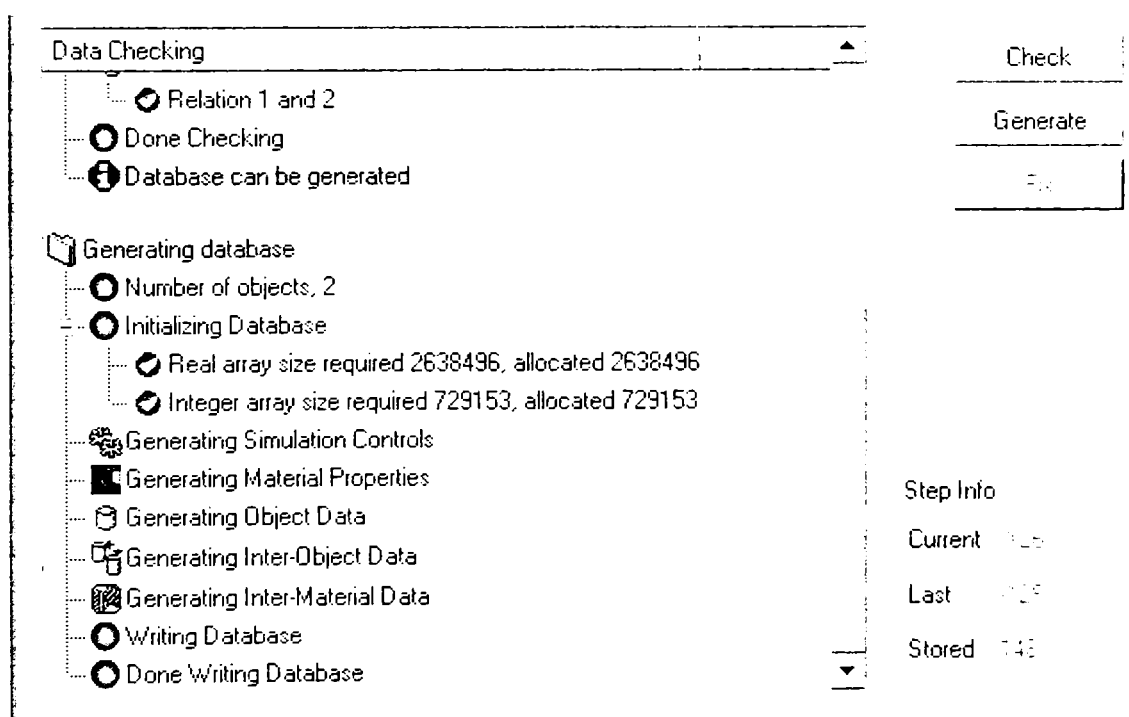 Data Checking
Relation 1 and 2
Done Checking
Database can be generated
Generating database
Number of objects, 2
Initializing Database
Real array size required 2638496, allocated 2638496
Integer array size required 729153, allocated 729153
Generating Simulation Controls
Generating Material Properties
Generating Object Data
Generating Inter-Object Data
Generating Inter-Material Data
Writing Database
Done Writing Database
Check
Generate
Step Info
Current
Last
Stored